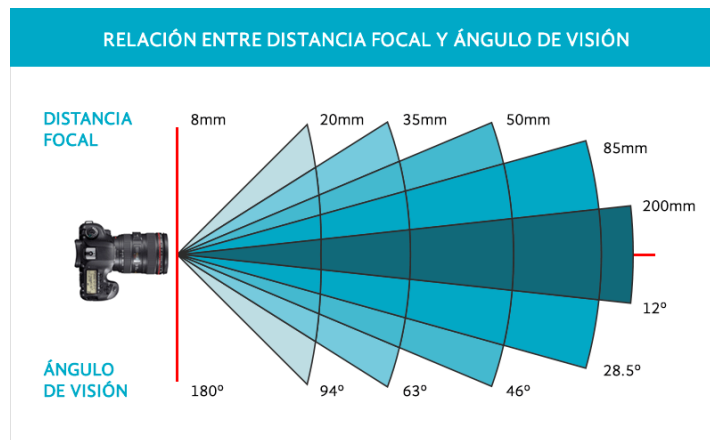 RELACIÓN ENTRE DISTANCIA FOCAL Y ÁNGULO DE VISIÓN
DISTANCIA
FOCAL
8mm
20mm
35mm
50mm
85mm
200mm
12º
28.5º
ÁNGULO
DE VISIÓN
180º
94º
63º
46º